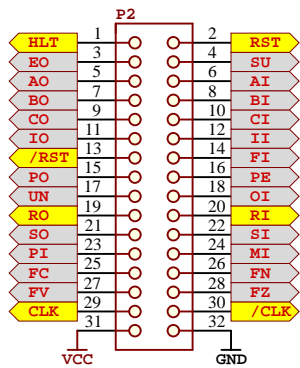 P2
HLT 1 2 RST
EO 3 4 SU
AO 5 6 AI
BO 7 8 BI
CO 9 10 CI
IO 11 12 II
/RST 13 14 FI
PO 15 16 PE
UN 17 18 OI
RO 19 20 RI
SO 21 22 SI
PI 23 24 MI
FC 25 26 FN
FV 27 28 FZ
CLK 29 30 /CLK
31 32
VCC GND